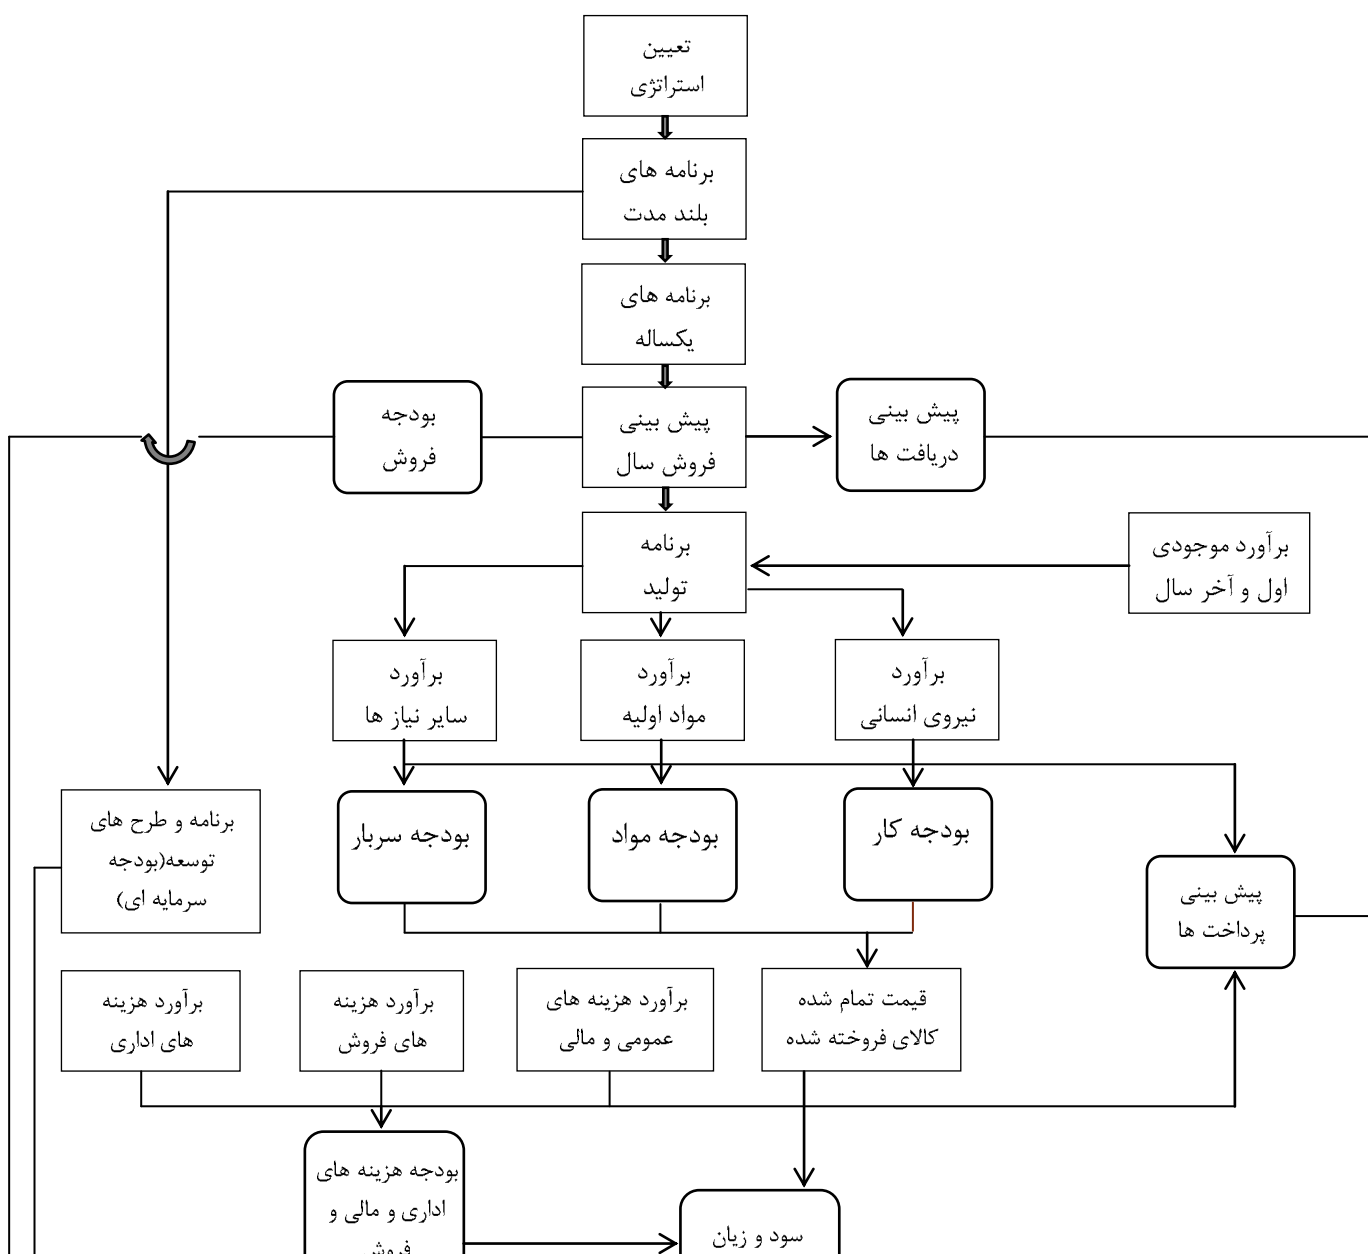 تعیین
استراتژی
برنامه های
بلند مدت
برنامه های
یکساله
پیش بینی
دریافت ها
پیش بینی
فروش سال
بودجه
فروش
برآورد موجودی
اول و آخر سال
برنامه
تولید
برآورد
نیروی انسانی
برآورد
مواد اولیه
برآورد
سایر نیاز ها
بودجه کار
بودجه مواد
بودجه سربار
برنامه و طرح های
توسعه(بودجه
سرمایه ای)
پیش بینی
پرداخت ها
قیمت تمام شده
کالای فروخته شده
برآورد هزینه های
عمومی و مالی
برآورد هزینه
های فروش
برآورد هزینه
های اداری
بودجه هزینه های
اداری و مالی و
فروش
سود و زیان